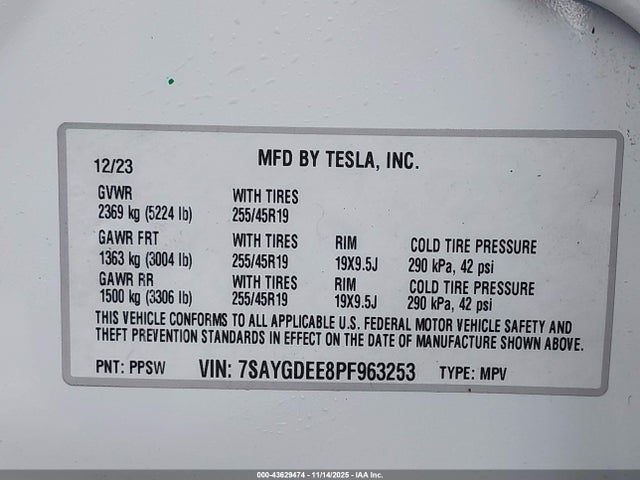 12/23 MFD BY TESLA, INC.
GVWR WITH TIRES
2369 kg (5224 lb) 255/45R19
GAWR FRT WITH TIRES RIM COLD TIRE PRESSURE
1363 kg (3004 lb) 255/45R19 19X9.5J 290 kPa, 42 psi
GAWR RR WITH TIRES RIM COLD TIRE PRESSURE
1500 kg (3306 lb) 255/45R19 19X9.5J 290 kPa, 42 psi
THIS VEHICLE CONFORMS TO ALL APPLICABLE U.S. FEDERAL MOTOR VEHICLE SAFETY AND
THEFT PREVENTION STANDARDS IN EFFECT ON THE DATE OF MANUFACTURE SHOWN ABOVE.
PNT: PPSW VIN: 7SAYGDEE8PF963253 TYPE: MPV
000-43629474 - 11/14/2025 - IAA Inc.